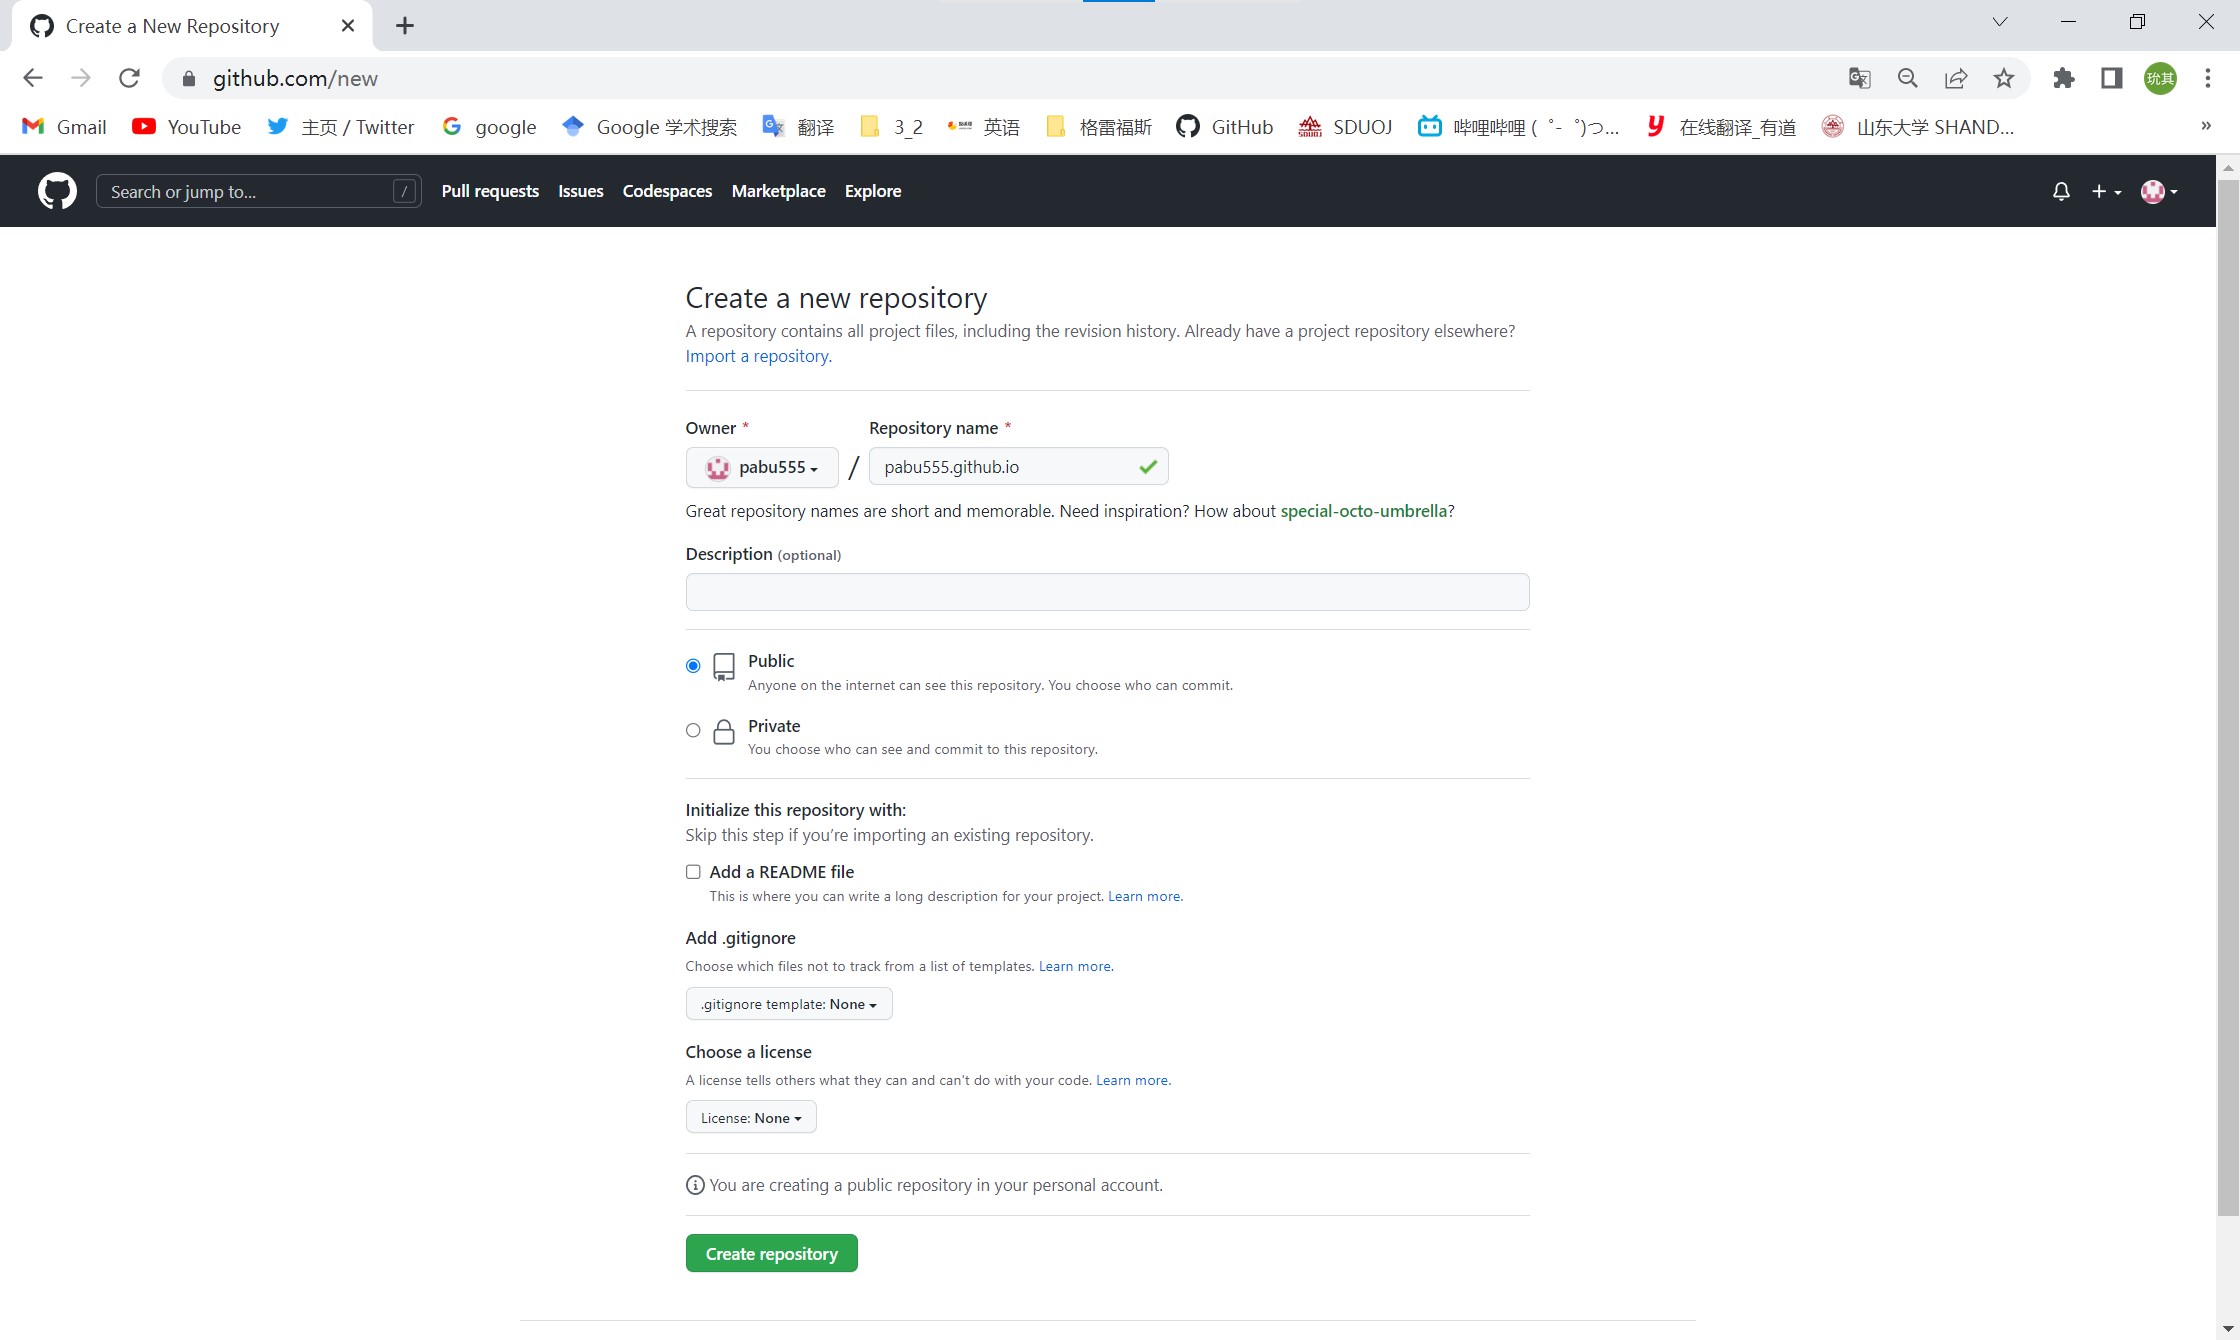 Create a New Repository
github.com/new
玧其
Gmail YouTube 主页 / Twitter google Google 学术搜索 翻译 3_2 英语 格雷福斯 GitHub SDUOJ 哔哩哔哩 (゜-゜)つ... 在线翻译_有道 山东大学 SHAND... »
Search or jump to... / Pull requests Issues Codespaces Marketplace Explore
Create a new repository
A repository contains all project files, including the revision history. Already have a project repository elsewhere?
Import a repository.
Owner * Repository name *
pabu555 / pabu555.github.io
Great repository names are short and memorable. Need inspiration? How about special-octo-umbrella?
Description (optional)
Public
Anyone on the internet can see this repository. You choose who can commit.
Private
You choose who can see and commit to this repository.
Initialize this repository with:
Skip this step if you’re importing an existing repository.
Add a README file
This is where you can write a long description for your project. Learn more.
Add .gitignore
Choose which files not to track from a list of templates. Learn more.
.gitignore template: None
Choose a license
A license tells others what they can and can't do with your code. Learn more.
License: None
You are creating a public repository in your personal account.
Create repository